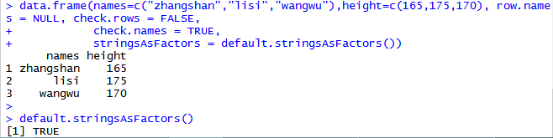 > data.frame(names=c("zhangshan","lisi","wangwu"),height=c(165,175,170), row.name
s = NULL, check.rows = FALSE,
+ check.names = TRUE,
+ stringsAsFactors = default.stringsAsFactors())
names height
1 zhangshan 165
2 lisi 175
3 wangwu 170
>
> default.stringsAsFactors()
[1] TRUE